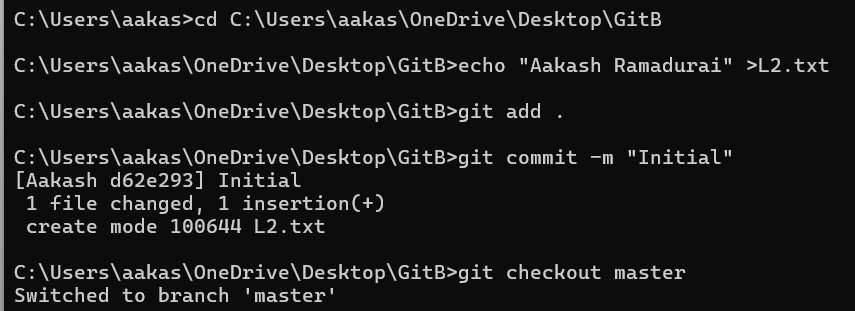 C:\Users\aakas>cd C:\Users\aakas\OneDrive\Desktop\GitB
C:\Users\aakas\OneDrive\Desktop\GitB>echo "Aakash Ramadurai" >L2.txt
C:\Users\aakas\OneDrive\Desktop\GitB>git add .
C:\Users\aakas\OneDrive\Desktop\GitB>git commit -m "Initial"
[Aakash d62e293] Initial
 1 file changed, 1 insertion(+)
 create mode 100644 L2.txt
C:\Users\aakas\OneDrive\Desktop\GitB>git checkout master
Switched to branch 'master'